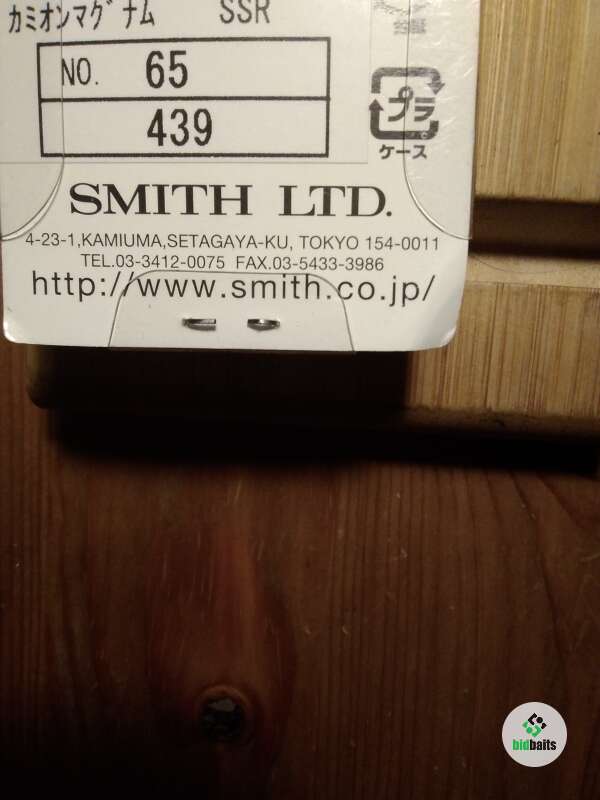 カミオンマグナム SSR
NO. 65
439
プラ
ケース
SMITH LTD.
4-23-1,KAMIUMA,SETAGAYA-KU, TOKYO 154-0011
TEL.03-3412-0075 FAX.03-5433-3986
http://www.smith.co.jp/
bidbaits